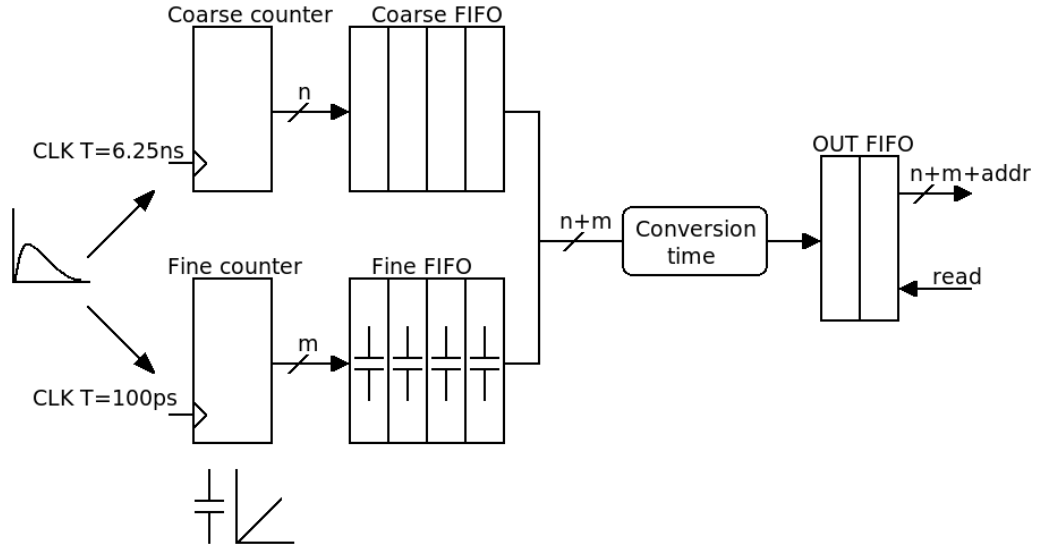 Coarse counter
Coarse FIFO
n
CLK T=6.25ns
OUT FIFO
n+m+addr
n+m
Conversion
time
read
Fine counter
Fine FIFO
m
CLK T=100ps